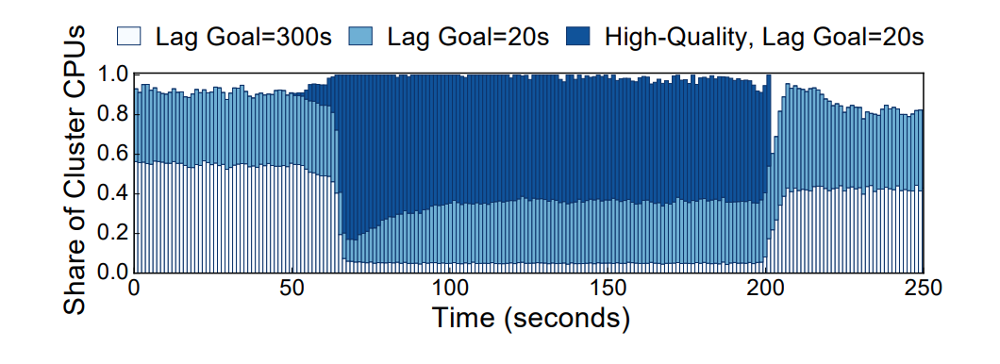 Lag Goal=300s Lag Goal=20s High-Quality, Lag Goal=20s
Share of Cluster CPUs
1.0
0.8
0.6
0.4
0.2
0.0
0 50 100 150 200 250
Time (seconds)